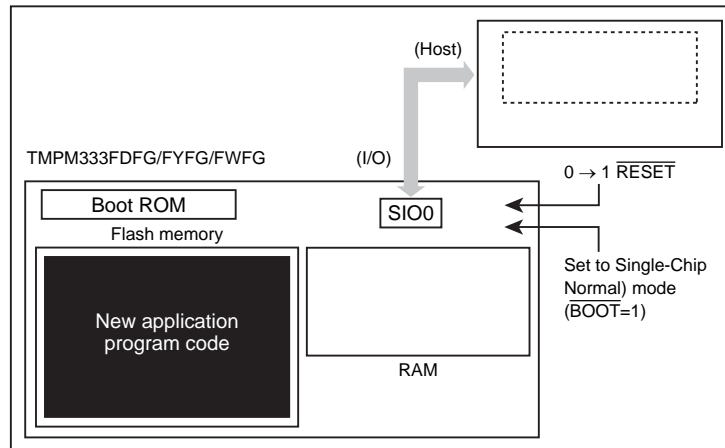 (Host)
TMPM333FDFG/FYFG/FWFG
(I/O)
0 → 1 RESET
Boot ROM
SIO0
Flash memory
Set to Single-Chip
Normal) mode
(BOOT=1)
New application
program code
RAM